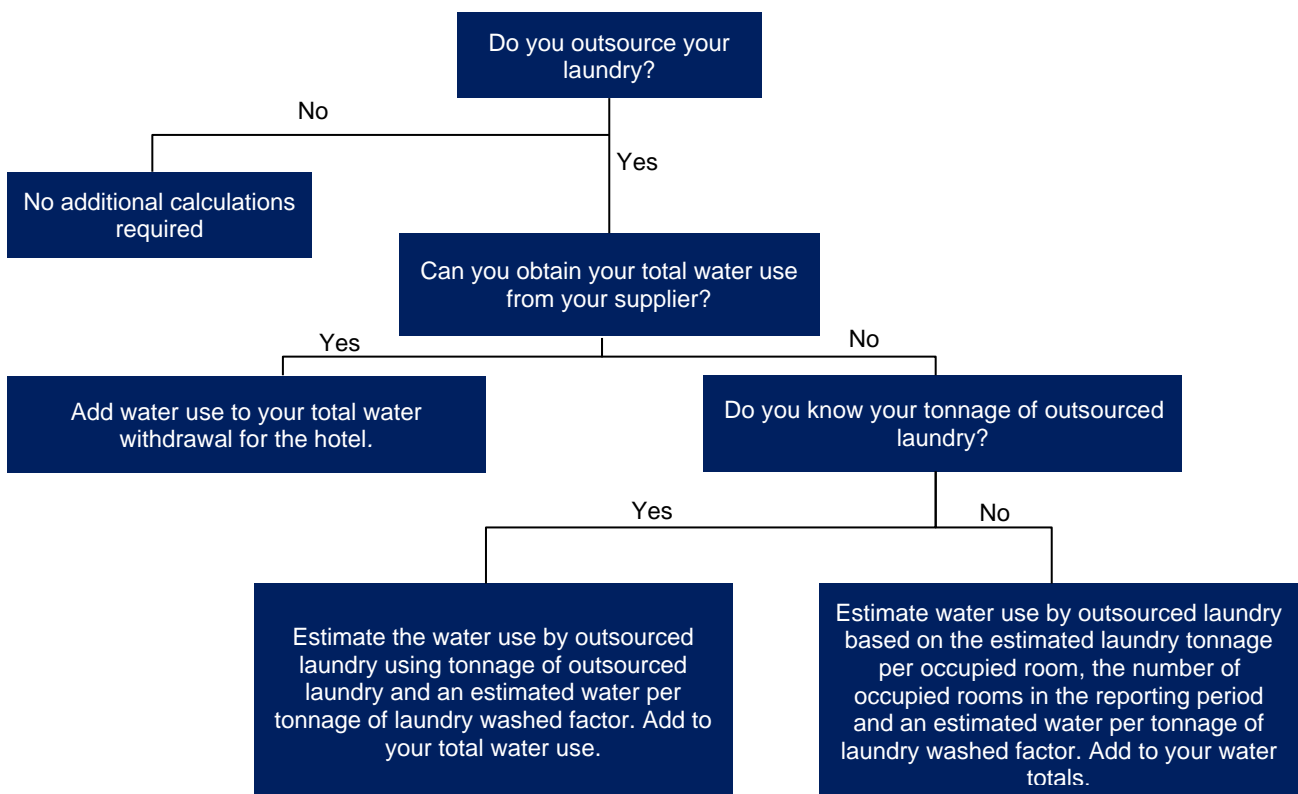 Do you outsource your
laundry?
No
Yes
No additional calculations
required
Can you obtain your total water use
from your supplier?
Yes
No
Add water use to your total water
withdrawal for the hotel.
Do you know your tonnage of outsourced
laundry?
Yes
No
Estimate the water use by outsourced
laundry using tonnage of outsourced
laundry and an estimated water per
tonnage of laundry washed factor. Add to
your total water use.
Estimate water use by outsourced laundry
based on the estimated laundry tonnage
per occupied room, the number of
occupied rooms in the reporting period
and an estimated water per tonnage of
laundry washed factor. Add to your water
totals.